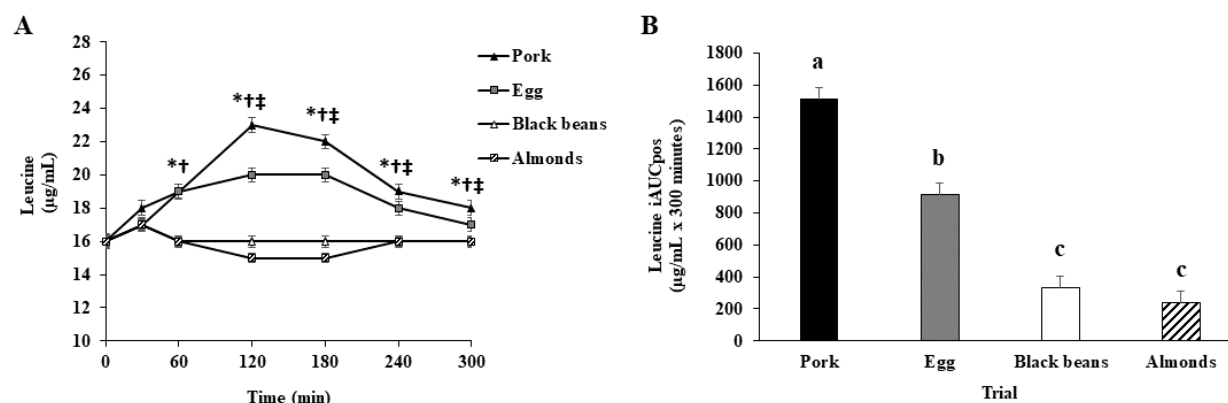 A
Leucine
(µg/mL)
28
26
24
22
20
18
16
14
12
10
*†
*†‡
*†‡
*†‡
*†‡
0
60
120
180
240
300
Time (min)
Pork
Egg
Black beans
Almonds
B
Leucine iAUCpos
(µg/mL x 300 minutes)
1800
1600
1400
1200
1000
800
600
400
200
0
a
b
c
c
Pork
Egg
Black beans
Almonds
Trial